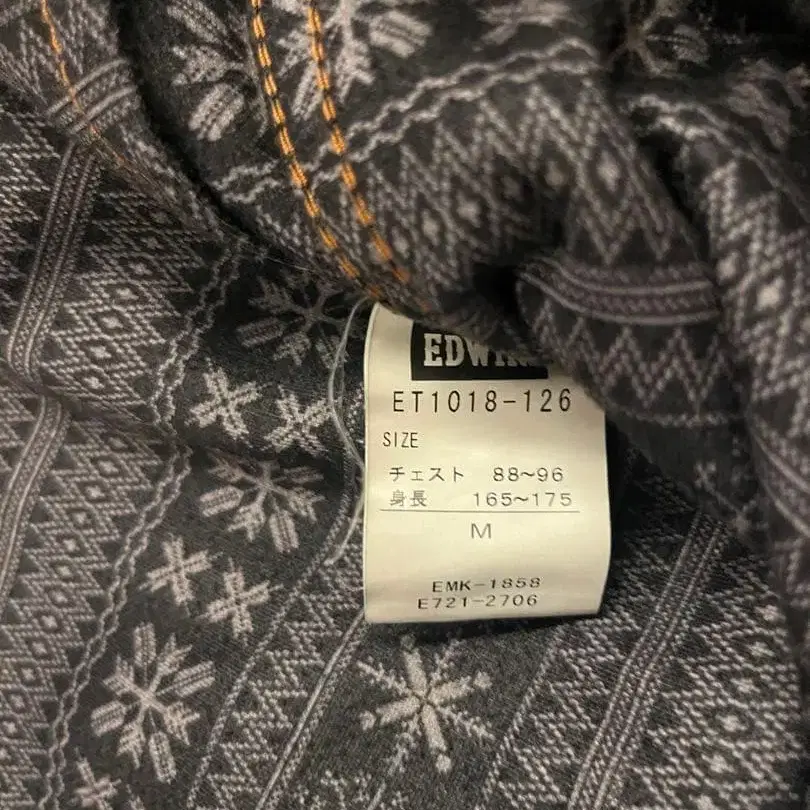 EDWIN
ET1018-126
SIZE
チェスト 88~96
身長 165~175
M
EMK-1858
E721-2706